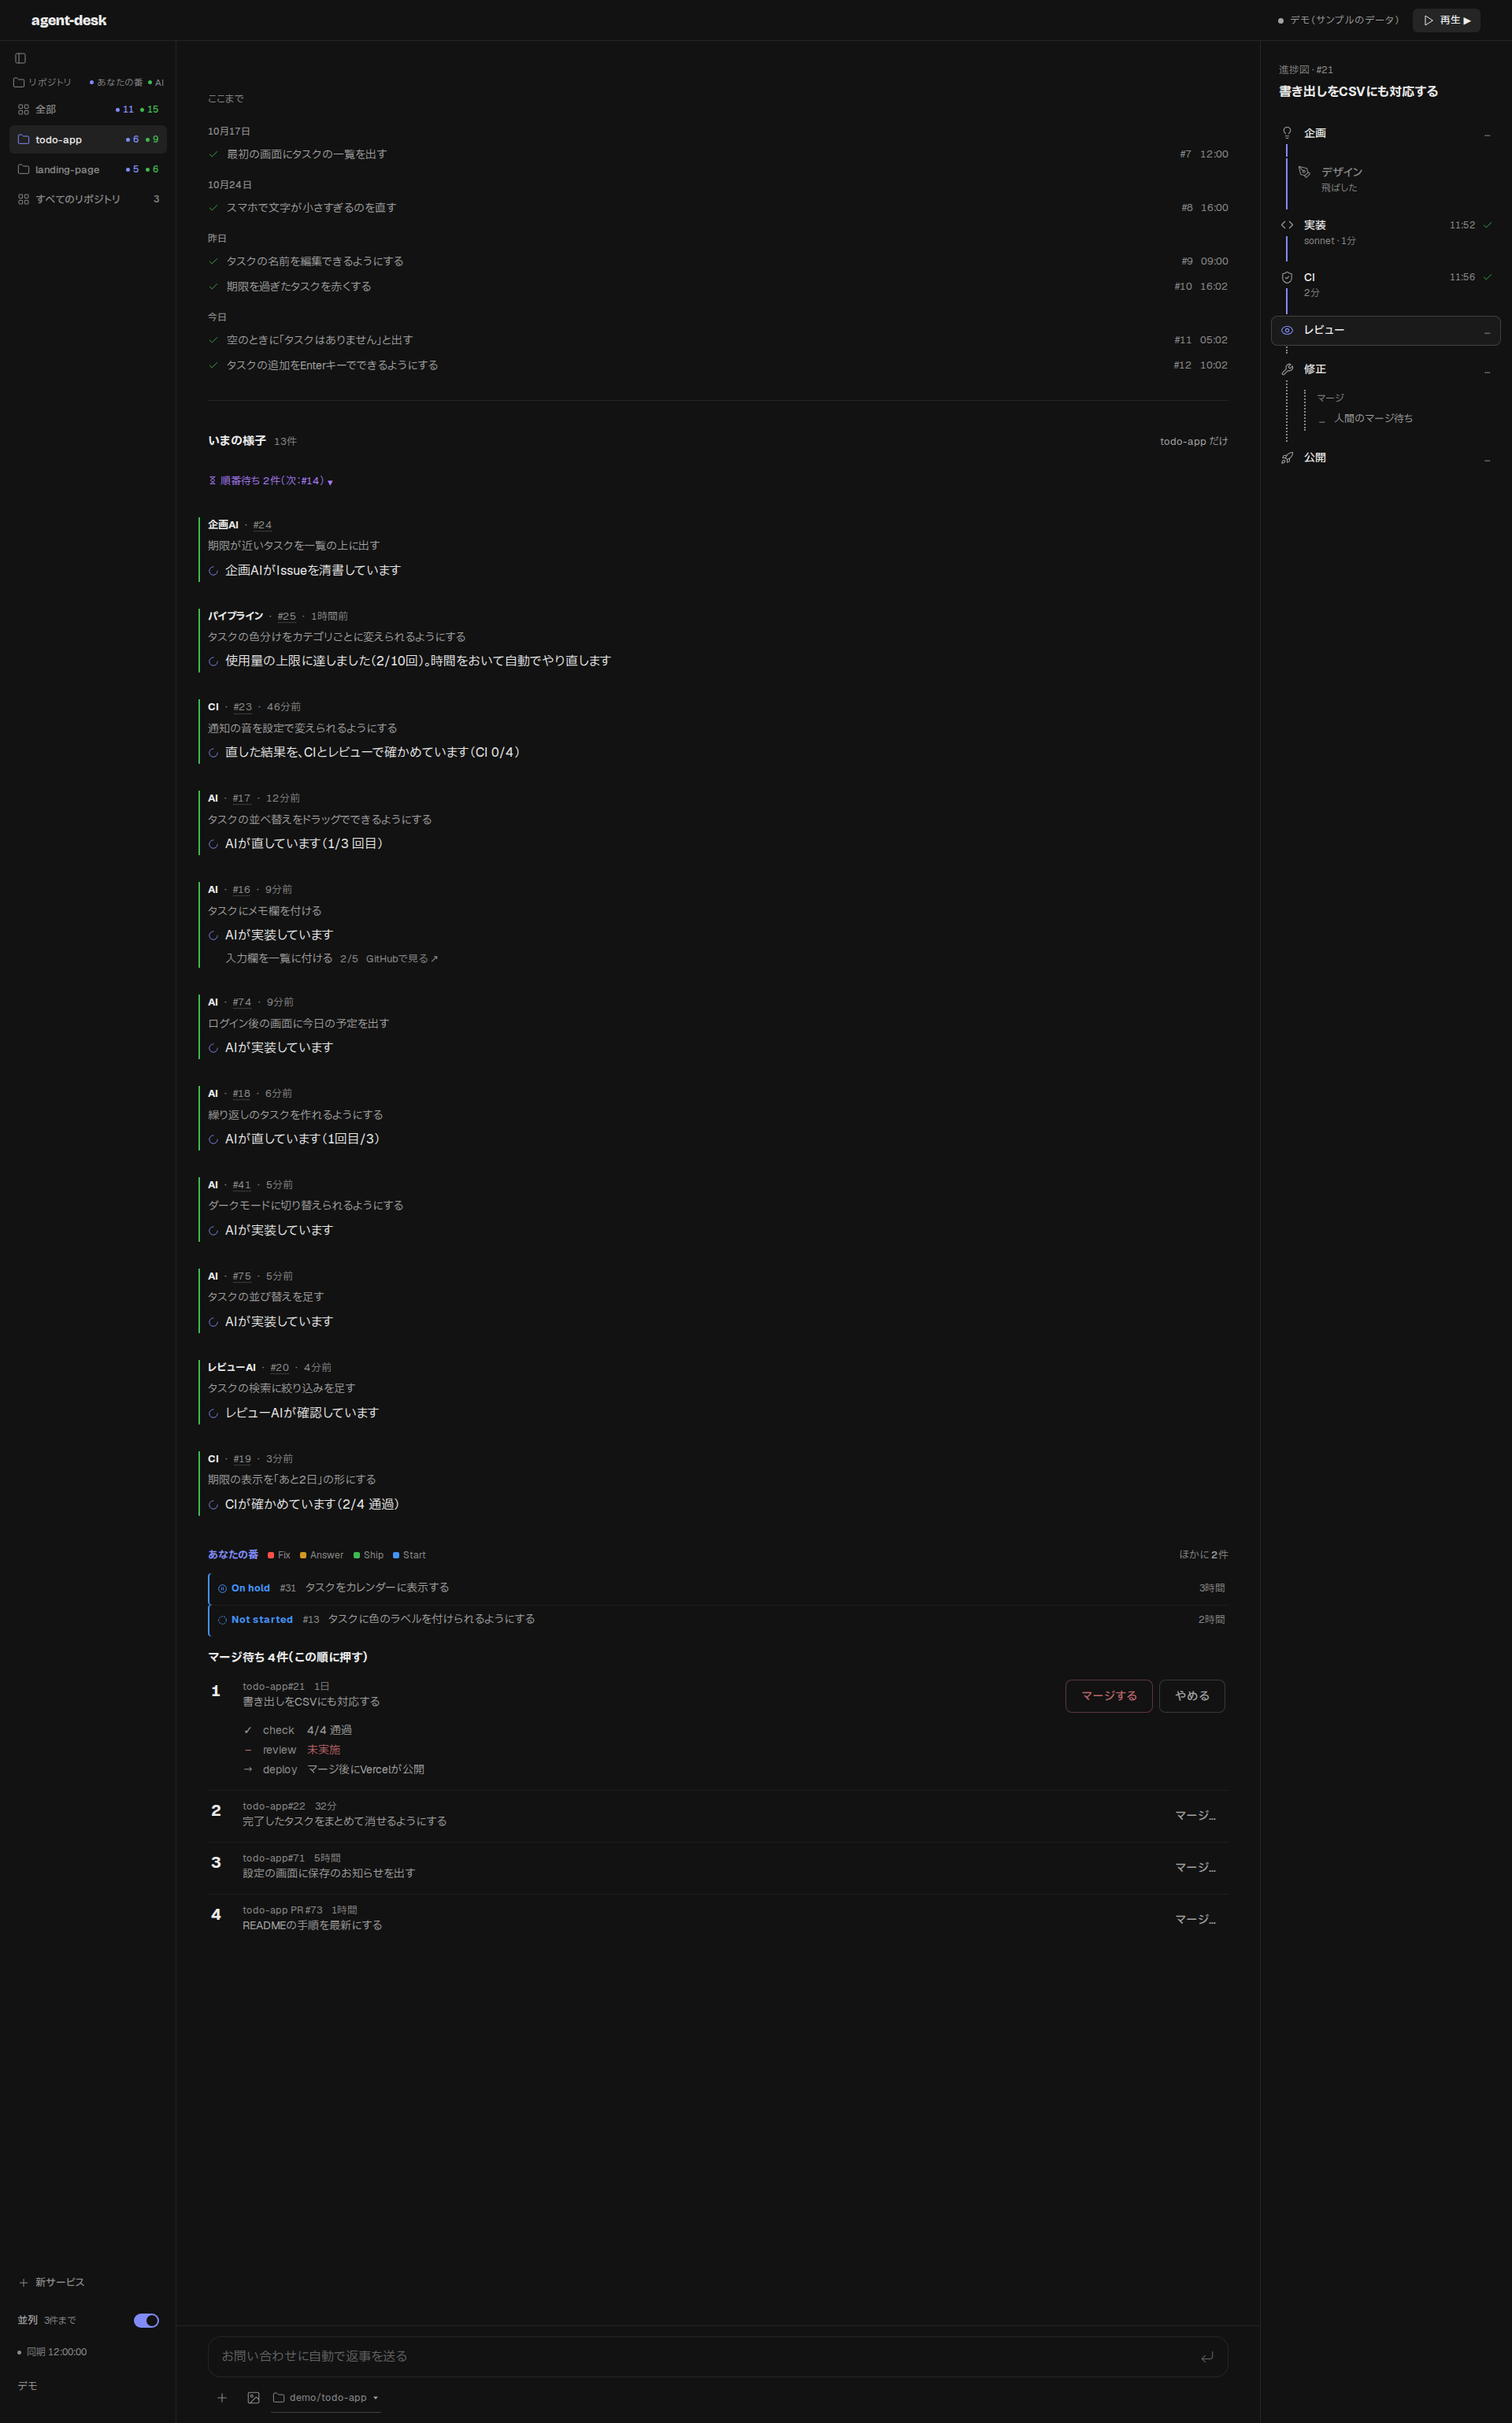 agent-desk
デモ(サンプルのデータ)
再生 ▶
リポジトリ
あなたの番
AI
全部
11
15
todo-app
6
9
landing-page
5
6
すべてのリポジトリ
3
新サービス
並列 3件まで
同期 12:00:00
デモ
ここまで
10月17日
最初の画面にタスクの一覧を出す #7 12:00
10月24日
スマホで文字が小さすぎるのを直す #8 16:00
昨日
タスクの名前を編集できるようにする #9 09:00
期限を過ぎたタスクを赤くする #10 16:02
今日
空のときに「タスクはありません」と出す #11 05:02
タスクの追加をEnterキーでできるようにする #12 10:02
いまの様子 13件 todo-app だけ
順番待ち 2件(次:#14) ▾
企画AI · #24
期限が近いタスクを一覧の上に出す
企画AIがIssueを清書しています
パイプライン · #25 · 1時間前
タスクの色分けをカテゴリごとに変えられるようにする
使用量の上限に達しました(2/10回)。時間をおいて自動でやり直します
CI · #23 · 46分前
通知の音を設定で変えられるようにする
直した結果を、CIとレビューで確かめています(CI 0/4)
AI · #17 · 12分前
タスクの並べ替えをドラッグでできるようにする
AIが直しています(1/3 回目)
AI · #16 · 9分前
タスクにメモ欄を付ける
AIが実装しています
入力欄を一覧に付ける 2/5 GitHubで見る ↗
AI · #74 · 9分前
ログイン後の画面に今日の予定を出す
AIが実装しています
AI · #18 · 6分前
繰り返しのタスクを作れるようにする
AIが直しています(1回目/3)
AI · #41 · 5分前
ダークモードに切り替えられるようにする
AIが実装しています
AI · #75 · 5分前
タスクの並び替えを足す
AIが実装しています
レビューAI · #20 · 4分前
タスクの検索に絞り込みを足す
レビューAIが確認しています
CI · #19 · 3分前
期限の表示を「あと2日」の形にする
CIが確かめています(2/4 通過)
あなたの番 Fix Answer Ship Start ほかに 2件
On hold #31 タスクをカレンダーに表示する 3時間
Not started #13 タスクに色のラベルを付けられるようにする 2時間
マージ待ち 4件(この順に押す)
1 todo-app#21 1日
書き出しをCSVにも対応する
マージする やめる
✓ check 4/4 通過
– review 未実施
→ deploy マージ後にVercelが公開
2 todo-app#22 32分
完了したタスクをまとめて消せるようにする
マージ…
3 todo-app#71 5時間
設定の画面に保存のお知らせを出す
マージ…
4 todo-app PR #73 1時間
READMEの手順を最新にする
マージ…
お問い合わせに自動で返事を送る
demo/todo-app ▾
進捗図 · #21
書き出しをCSVにも対応する
企画 …
デザイン
飛ばした
実装 11:52
sonnet · 1分
CI 11:56
2分
レビュー …
修正 …
マージ
… 人間のマージ待ち
公開 …